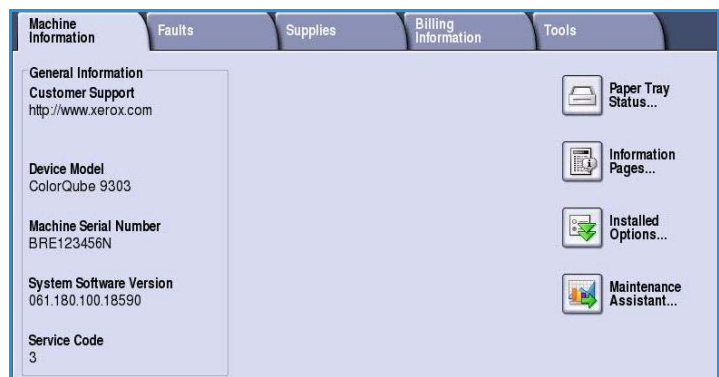 Machine
Information
Faults
Supplies
Billing
Information
Tools
General Information
Customer Support
http://www.xerox.com
Device Model
ColorQube 9303
Machine Serial Number
BRE123456N
System Software Version
061.180.100.18590
Service Code
3
Paper Tray
Status...
Information
Pages...
Installed
Options...
Maintenance
Assistant...